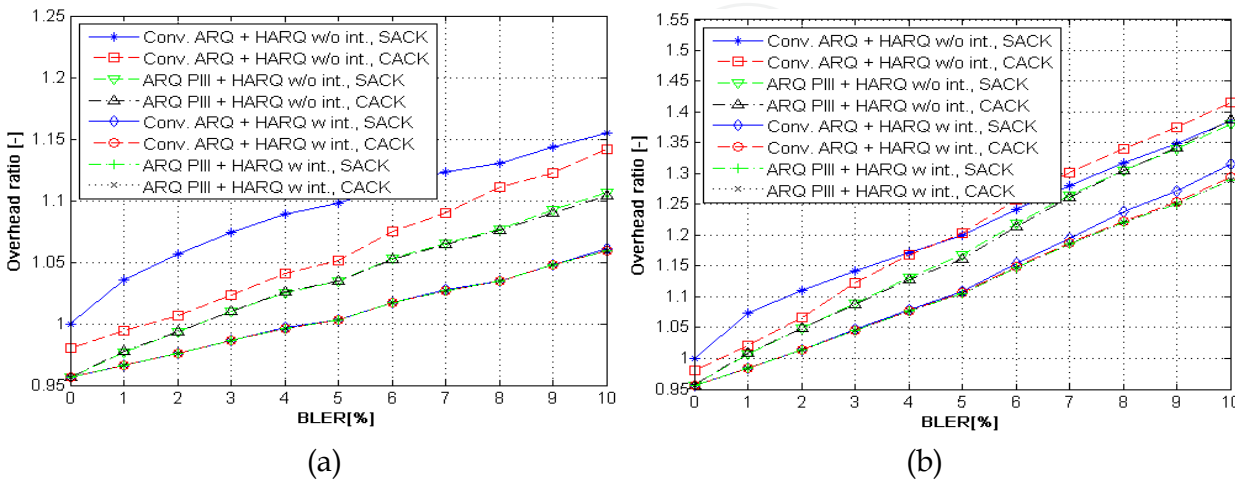 1.25
1.2
1.15
1.1
1.05
1
0.95
Overhead ratio [-]
Conv. ARQ + HARQ w/o int., SACK
Conv. ARQ + HARQ w/o int., CACK
ARQ PIII + HARQ w/o int., SACK
ARQ PIII + HARQ w/o int., CACK
Conv. ARQ + HARQ w int., SACK
Conv. ARQ + HARQ w int., CACK
ARQ PIII + HARQ w int., SACK
ARQ PIII + HARQ w int., CACK
0 1 2 3 4 5 6 7 8 9 10
BLER[%]
(a)
1.55
1.5
1.45
1.4
1.35
1.3
1.25
1.2
1.15
1.1
1.05
1
0.95
Overhead ratio [-]
Conv. ARQ + HARQ w/o int., SACK
Conv. ARQ + HARQ w/o int., CACK
ARQ PIII + HARQ w/o int., SACK
ARQ PIII + HARQ w/o int., CACK
Conv. ARQ + HARQ w int., SACK
Conv. ARQ + HARQ w int., CACK
ARQ PIII + HARQ w int., SACK
ARQ PIII + HARQ w int., CACK
0 1 2 3 4 5 6 7 8 9 10
BLER[%]
(b)